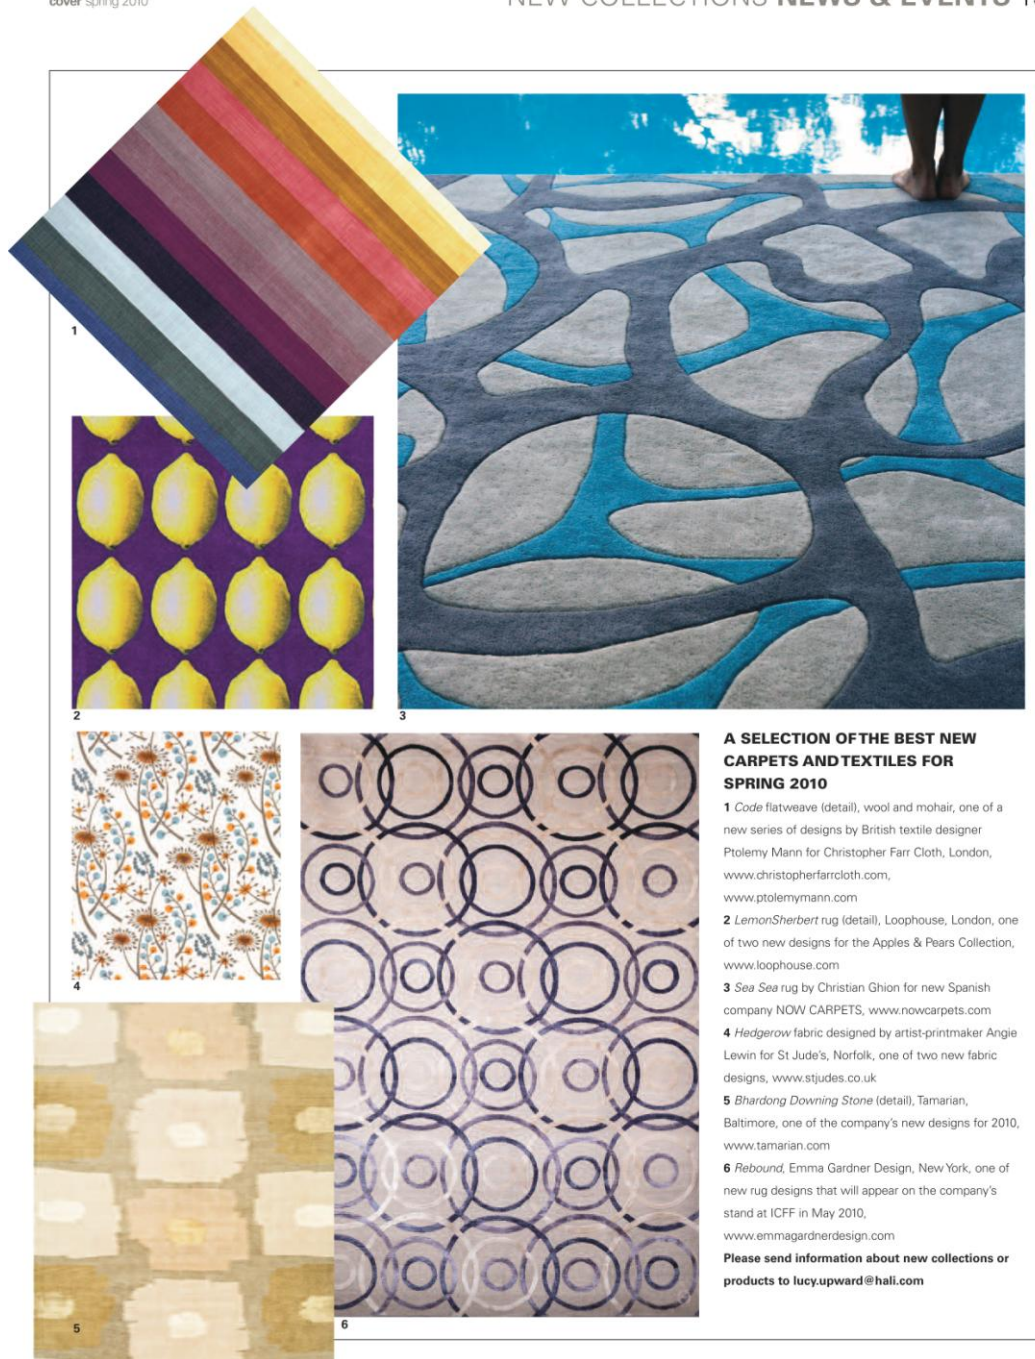 cover spring 2010
NEW COLLECTIONS NEWS & EVENTS
1
2
3
4
5
6
A SELECTION OF THE BEST NEW
CARPETS AND TEXTILES FOR
SPRING 2010
1 Code flatweave (detail), wool and mohair, one of a
new series of designs by British textile designer
Ptolemy Mann for Christopher Farr Cloth, London,
www.christopherfarrcloth.com,
www.ptolemymann.com
2 LemonSherbert rug (detail), Loophouse, London, one
of two new designs for the Apples & Pears Collection,
www.loophouse.com
3 Sea Sea rug by Christian Ghion for new Spanish
company NOW CARPETS, www.nowcarpets.com
4 Hedgerow fabric designed by artist-printmaker Angie
Lewin for St Jude's, Norfolk, one of two new fabric
designs, www.stjudes.co.uk
5 Bhardong Downing Stone (detail), Tamarian,
Baltimore, one of the company's new designs for 2010,
www.tamarian.com
6 Rebound, Emma Gardner Design, New York, one of
new rug designs that will appear on the company's
stand at ICFF in May 2010,
www.emmagardnerdesign.com
Please send information about new collections or
products to lucy.upward@hali.com